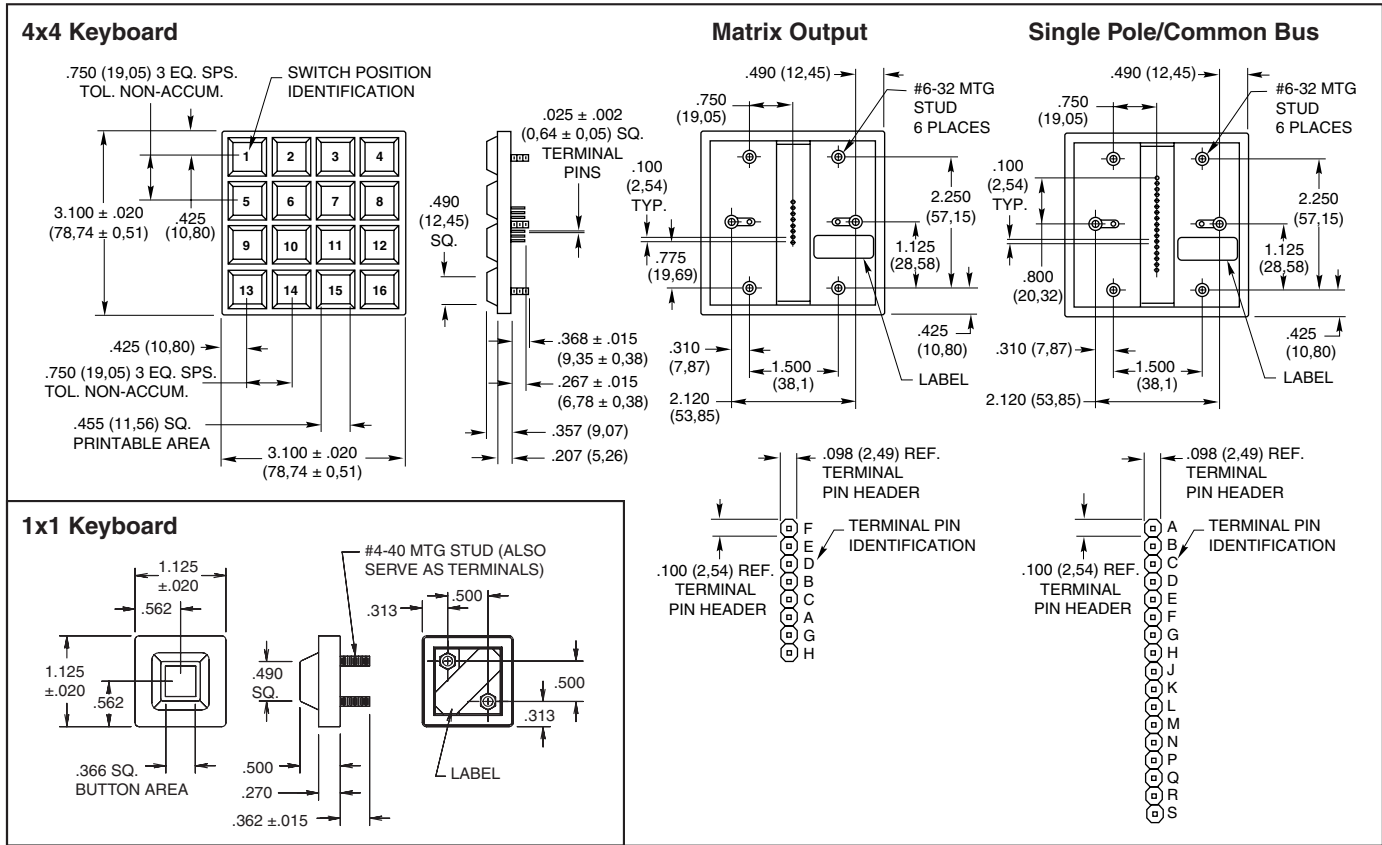 4x4 Keyboard
.750 (19,05) 3 EQ. SPS.
TOL. NON-ACCUM.
SWITCH POSITION
IDENTIFICATION
1
2
3
4
5
6
7
8
9
10
11
12
13
14
15
16
3.100 ± .020
(78,74 ± 0,51)
.425
(10,80)
.425 (10,80)
.750 (19,05) 3 EQ. SPS.
TOL. NON-ACCUM.
.455 (11,56) SQ.
PRINTABLE AREA
3.100 ± .020
(78,74 ± 0,51)
.025 ± .002
(0,64 ± 0,05) SQ.
TERMINAL
PINS
.490
(12,45)
SQ.
.368 ± .015
(9,35 ± 0,38)
.267 ± .015
(6,78 ± 0,38)
.357 (9,07)
.207 (5,26)
Matrix Output
.490 (12,45)
.750
(19,05)
#6-32 MTG
STUD
6 PLACES
.100
(2,54)
TYP.
2.250
(57,15)
.775
(19,69)
1.125
(28,58)
.425
(10,80)
.310
(7,87)
1.500
(38,1)
LABEL
2.120
(53,85)
.098 (2,49) REF.
TERMINAL
PIN HEADER
TERMINAL PIN
IDENTIFICATION
.100 (2,54) REF.
TERMINAL
PIN HEADER
F
E
D
B
C
A
G
H
Single Pole/Common Bus
.490 (12,45)
.750
(19,05)
#6-32 MTG
STUD
6 PLACES
.100
(2,54)
TYP.
2.250
(57,15)
1.125
(28,58)
.800
(20,32)
.425
(10,80)
.310 (7,87)
1.500
(38,1)
LABEL
2.120 (53,85)
.098 (2,49) REF.
TERMINAL
PIN HEADER
TERMINAL PIN
IDENTIFICATION
.100 (2,54) REF.
TERMINAL
PIN HEADER
A
B
C
D
E
F
G
H
J
K
L
M
N
P
Q
R
S
1x1 Keyboard
1.125
±.020
.562
1.125
±.020
.562
.366 SQ.
BUTTON AREA
#4-40 MTG STUD (ALSO
SERVE AS TERMINALS)
.490
SQ.
.500
.270
.362 ±.015
.313
.500
.500
.313
LABEL